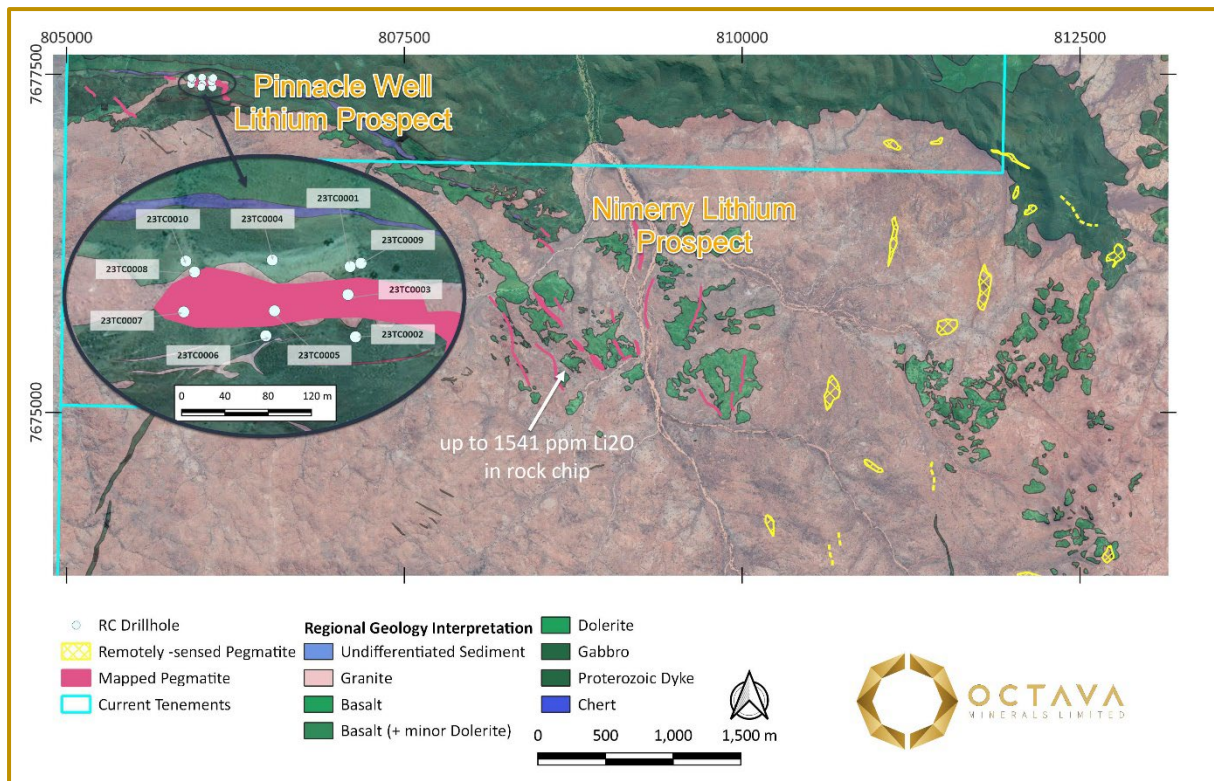 805000
807500
810000
812500
7677500
7675000
Pinnacle Well
Lithium Prospect
Nimerry Lithium
Prospect
23TC0001
23TC0010
23TC0004
23TC0009
23TC0008
23TC0003
23TC0007
23TC0002
23TC0006
23TC0005
0 40 80 120 m
up to 1541 ppm Li2O
in rock chip
RC Drillhole
Remotely -sensed Pegmatite
Mapped Pegmatite
Current Tenements
Regional Geology Interpretation
Undifferentiated Sediment
Granite
Basalt
Basalt (+ minor Dolerite)
Dolerite
Gabbro
Proterozoic Dyke
Chert
0 500 1,000 1,500 m
OCTAVA
MINERALS LIMITED